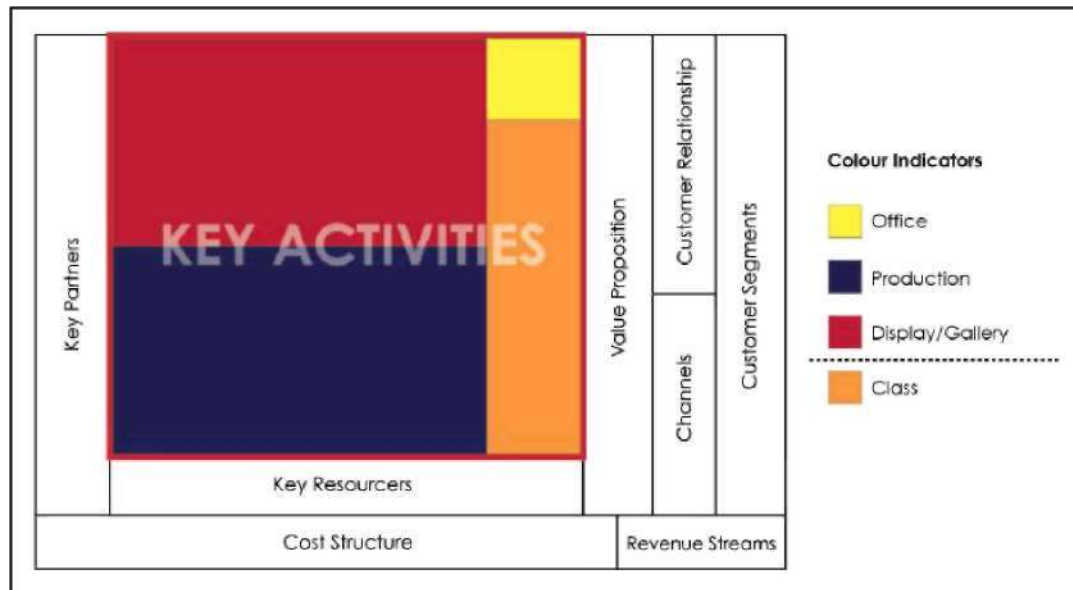 Key Partners
KEY ACTIVITIES
Key Resourcers
Value Proposition
Customer Relationship
Channels
Customer Segments
Cost Structure
Revenue Streams
Colour Indicators
Office
Production
Display/Gallery
Class